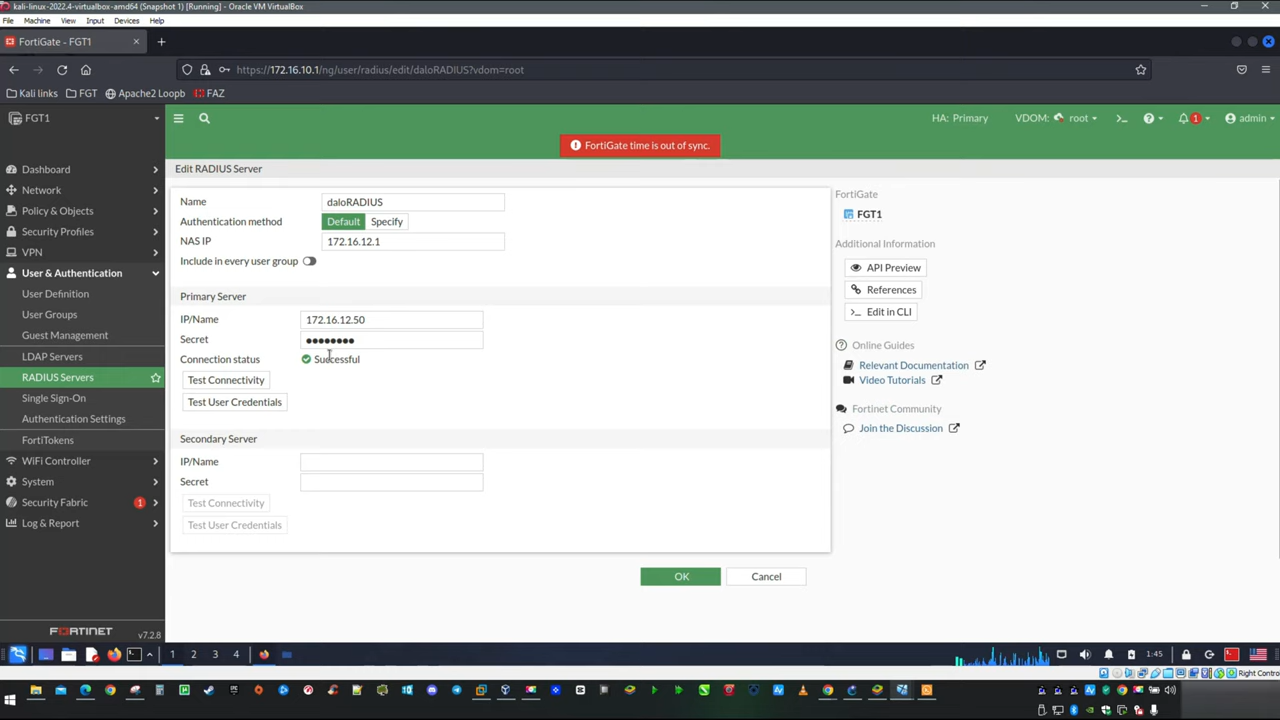 kali-linux-2022.4-virtualbox-amd64 (Snapshot 1) [Running] - Oracle VM VirtualBox
File Machine View Input Devices Help
FortiGate - FGT1
https://172.16.10.1/ng/user/radius/edit/daloRADIUS?vdom=root
Kali links FGT Apache2 Loopb FAZ
FGT1
HA: Primary VDOM: root 1 admin
FortiGate time is out of sync.
Dashboard
Network
Policy & Objects
Security Profiles
VPN
User & Authentication
User Definition
User Groups
Guest Management
LDAP Servers
RADIUS Servers
Single Sign-On
Authentication Settings
FortiTokens
WiFi Controller
System
Security Fabric 1
Log & Report
FORTINET v7.2.8
Edit RADIUS Server
Name daloRADIUS
Authentication method Default Specify
NAS IP 172.16.12.1
Include in every user group
Primary Server
IP/Name 172.16.12.50
Secret ••••••••
Connection status Successful
Test Connectivity
Test User Credentials
Secondary Server
IP/Name
Secret
Test Connectivity
Test User Credentials
OK Cancel
FortiGate
FGT1
Additional Information
API Preview
References
>_ Edit in CLI
Online Guides
Relevant Documentation
Video Tutorials
Fortinet Community
Join the Discussion
1 2 3 4 1:45
Right Control